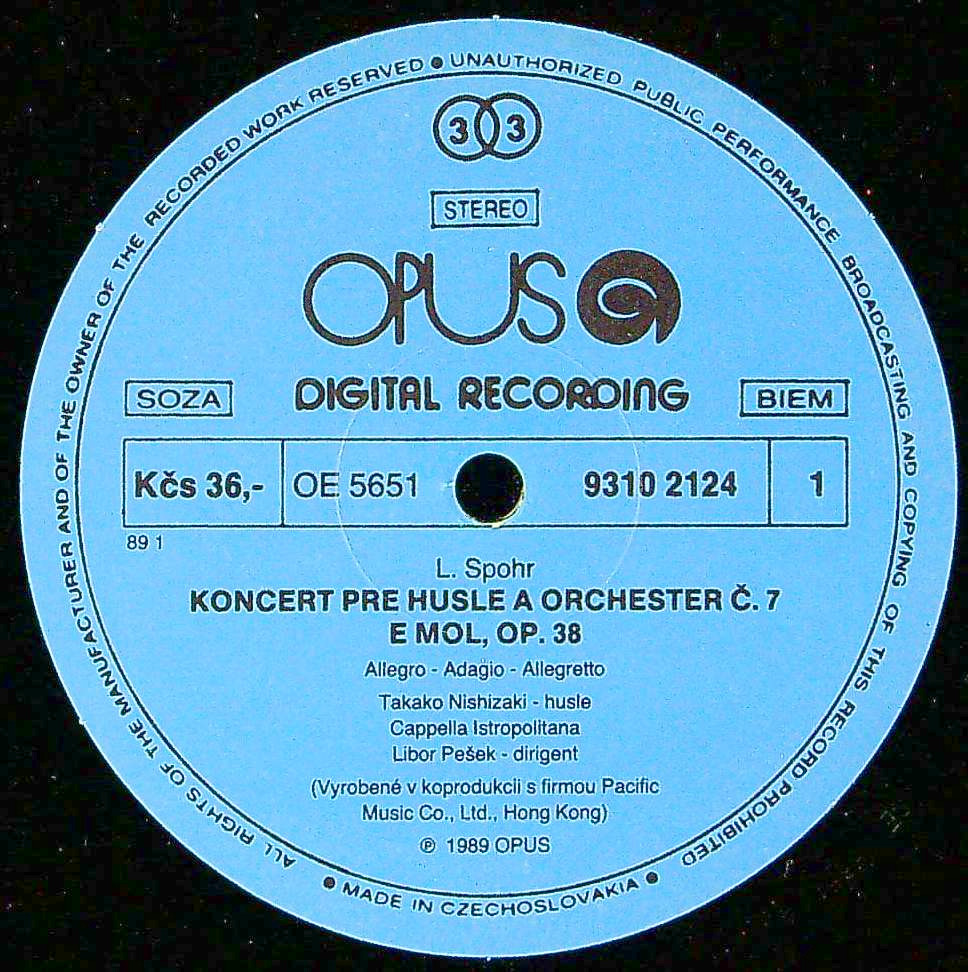 ALL RIGHTS OF THE MANUFACTURER AND OF THE OWNER OF THE RECORDED WORK RESERVED ● UNAUTHORIZED PUBLIC PERFORMANCE BROADCASTING AND COPYING OF THIS RECORD PROHIBITED
33
STEREO
OPUS
DIGITAL RECORDING
SOZA
BIEM
Kčs 36,- OE 5651 9310 2124 1
89 1
L. Spohr
KONCERT PRE HUSLE A ORCHESTER Č. 7
E MOL, OP. 38
Allegro - Adagio - Allegretto
Takako Nishizaki - husle
Cappella Istropolitana
Libor Pešek - dirigent
(Vyrobené v koprodukcii s firmou Pacific
Music Co., Ltd., Hong Kong)
℗ 1989 OPUS
● MADE IN CZECHOSLOVAKIA ●